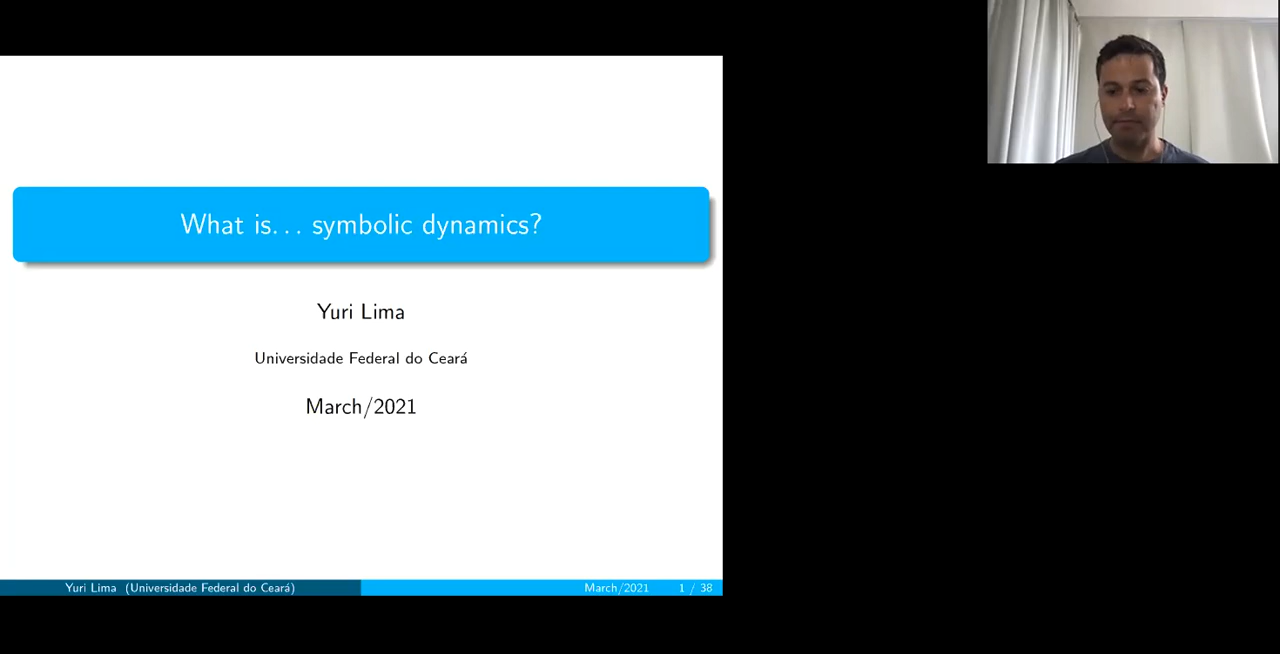 What is... symbolic dynamics?
Yuri Lima
Universidade Federal do Ceará
March/2021
Yuri Lima (Universidade Federal do Ceará)
March/2021 1 / 38